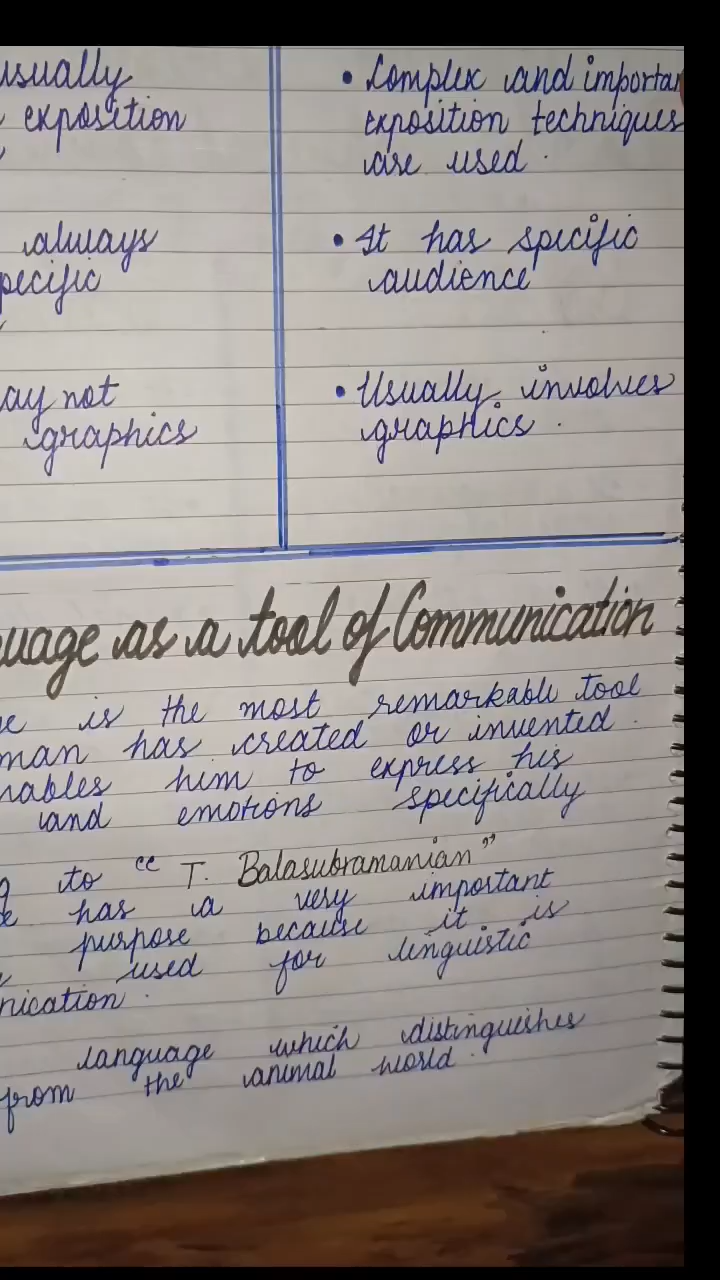 usually
exposition
always
pecific
ay not
graphics
• Complex and importan
exposition techniques
are used.
• It has specific
audience
• Usually involves
graphics.
uage as a tool of Communication
e is the most remarkable tool
man has created or invented.
nables him to express his
and emotions specifically
g to “ T. Balasubramanian”
e has a very important
purpose because it is
used for linguistic
nication.
language which distinguishes
from the animal world.